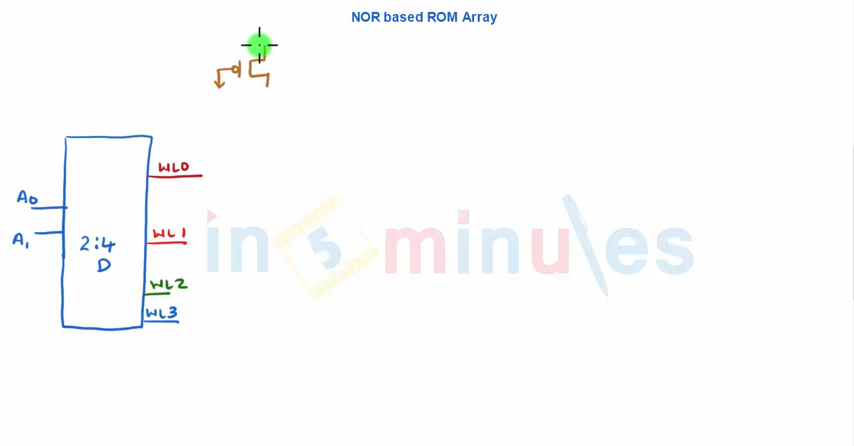 NOR based ROM Array
WL0
A0
WL1
A1
2:4
D
WL2
WL3
in 5 minutes